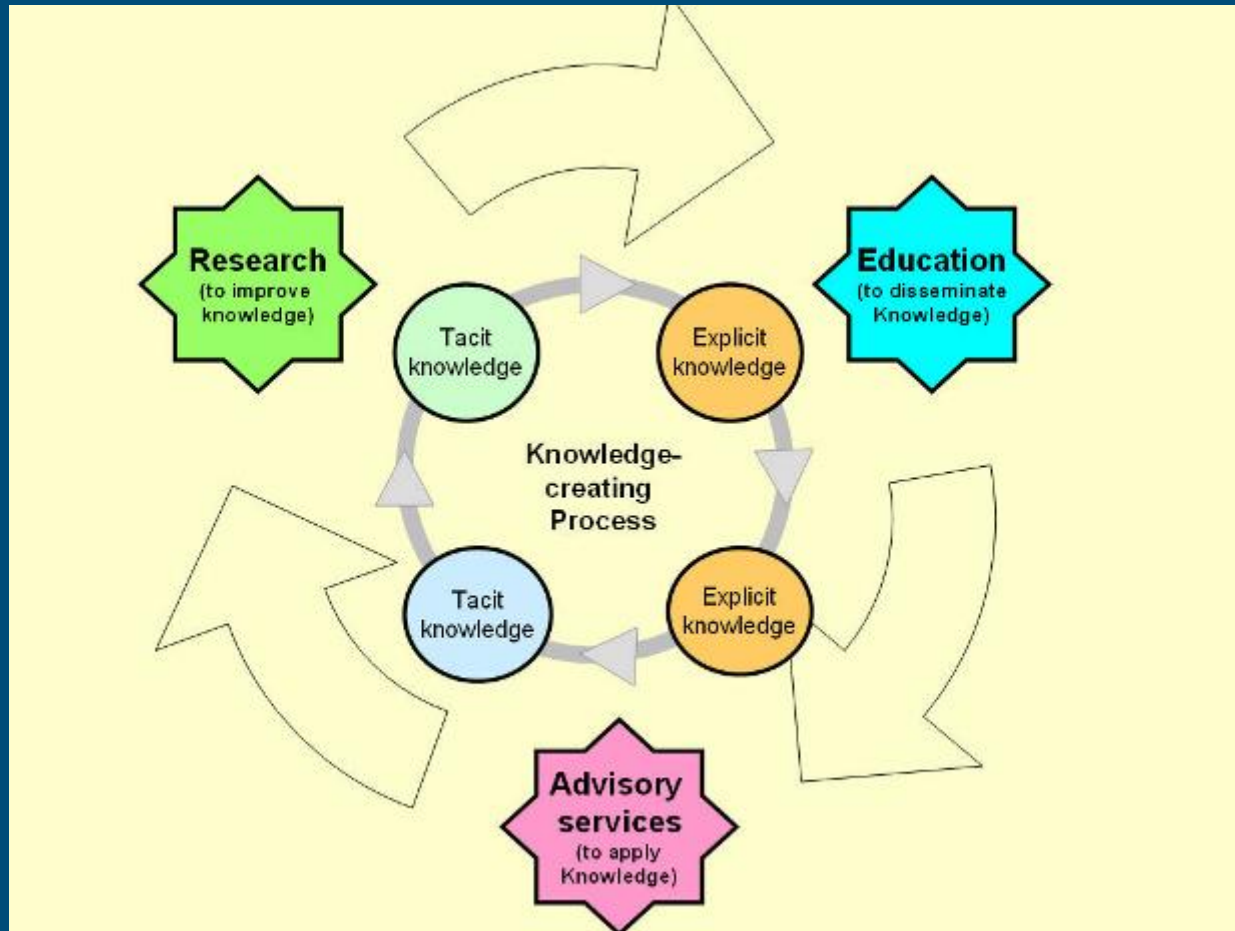 Research
(to improve
knowledge)
Education
(to disseminate
Knowledge)
Tacit
knowledge
Explicit
knowledge
Knowledge-
creating
Process
Tacit
knowledge
Explicit
knowledge
Advisory
services
(to apply
Knowledge)